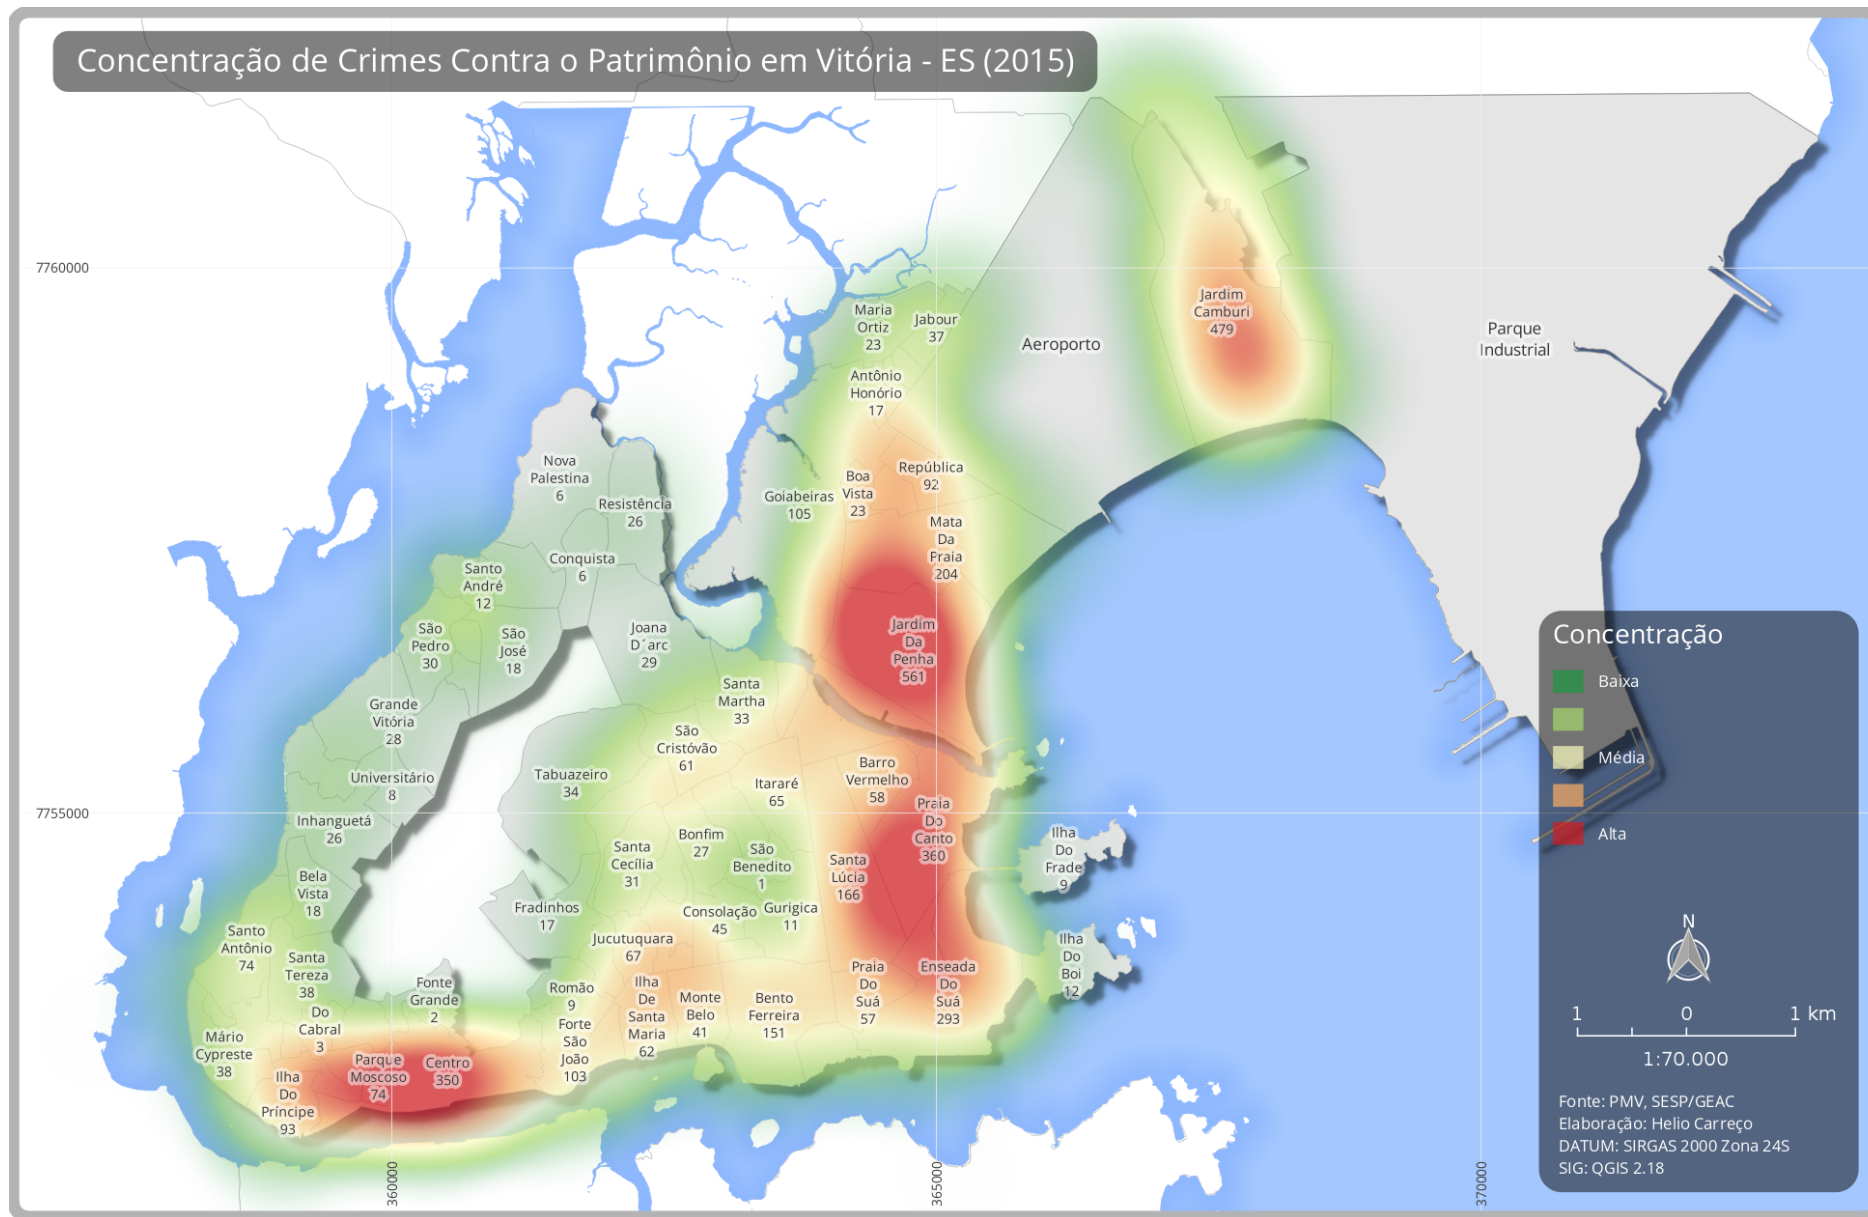 Concentração de Crimes Contra o Patrimônio em Vitória - ES (2015)
7760000
7755000
360000
365000
370000
Maria
Ortiz
23
Jabour
37
Antônio
Honório
17
Aeroporto
Jardim
Camburi
479
Parque
Industrial
Nova
Palestina
6
Resistência
26
Goiabeiras
105
Boa
Vista
23
República
92
Mata
Da
Praia
204
Conquista
6
Santo
André
12
São
Pedro
30
São
José
18
Joana
D´arc
29
Jardim
Da
Penha
561
Grande
Vitória
28
Santa
Martha
33
São
Cristóvão
61
Universitário
8
Tabuazeiro
34
Itararé
65
Barro
Vermelho
58
Inhanguetá
26
Praia
Do
Canto
360
Bonfim
27
São
Benedito
1
Santa
Cecília
31
Santa
Lúcia
166
Ilha
Do
Frade
9
Bela
Vista
18
Fradinhos
17
Consolação
45
Gurigica
11
Santo
Antônio
74
Jucutuquara
67
Ilha
Do
Boi
12
Santa
Tereza
38
Fonte
Grande
2
Romão
9
Ilha
De
Santa
Maria
62
Monte
Belo
41
Bento
Ferreira
151
Praia
Do
Suá
57
Enseada
Do
Suá
293
Do
Cabral
3
Mário
Cypreste
38
Forte
São
João
103
Ilha
Do
Príncipe
93
Parque
Moscoso
74
Centro
350
Concentração
Baixa
Média
Alta
N
1 0 1 km
1:70.000
Fonte: PMV, SESP/GEAC
Elaboração: Helio Carreço
DATUM: SIRGAS 2000 Zona 24S
SIG: QGIS 2.18